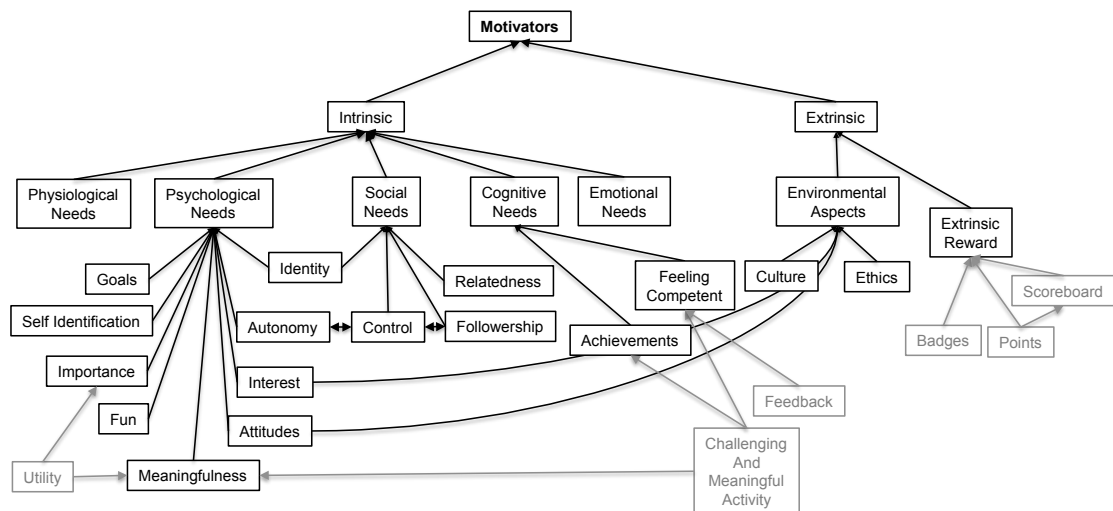 Motivators
Intrinsic
Extrinsic
Physiological
Needs
Psychological
Needs
Social
Needs
Cognitive
Needs
Emotional
Needs
Environmental
Aspects
Extrinsic
Reward
Goals
Identity
Relatedness
Feeling
Competent
Culture
Ethics
Scoreboard
Self Identification
Autonomy
Control
Followership
Achievements
Badges
Points
Importance
Interest
Feedback
Fun
Attitudes
Utility
Meaningfulness
Challenging
And
Meaningful
Activity